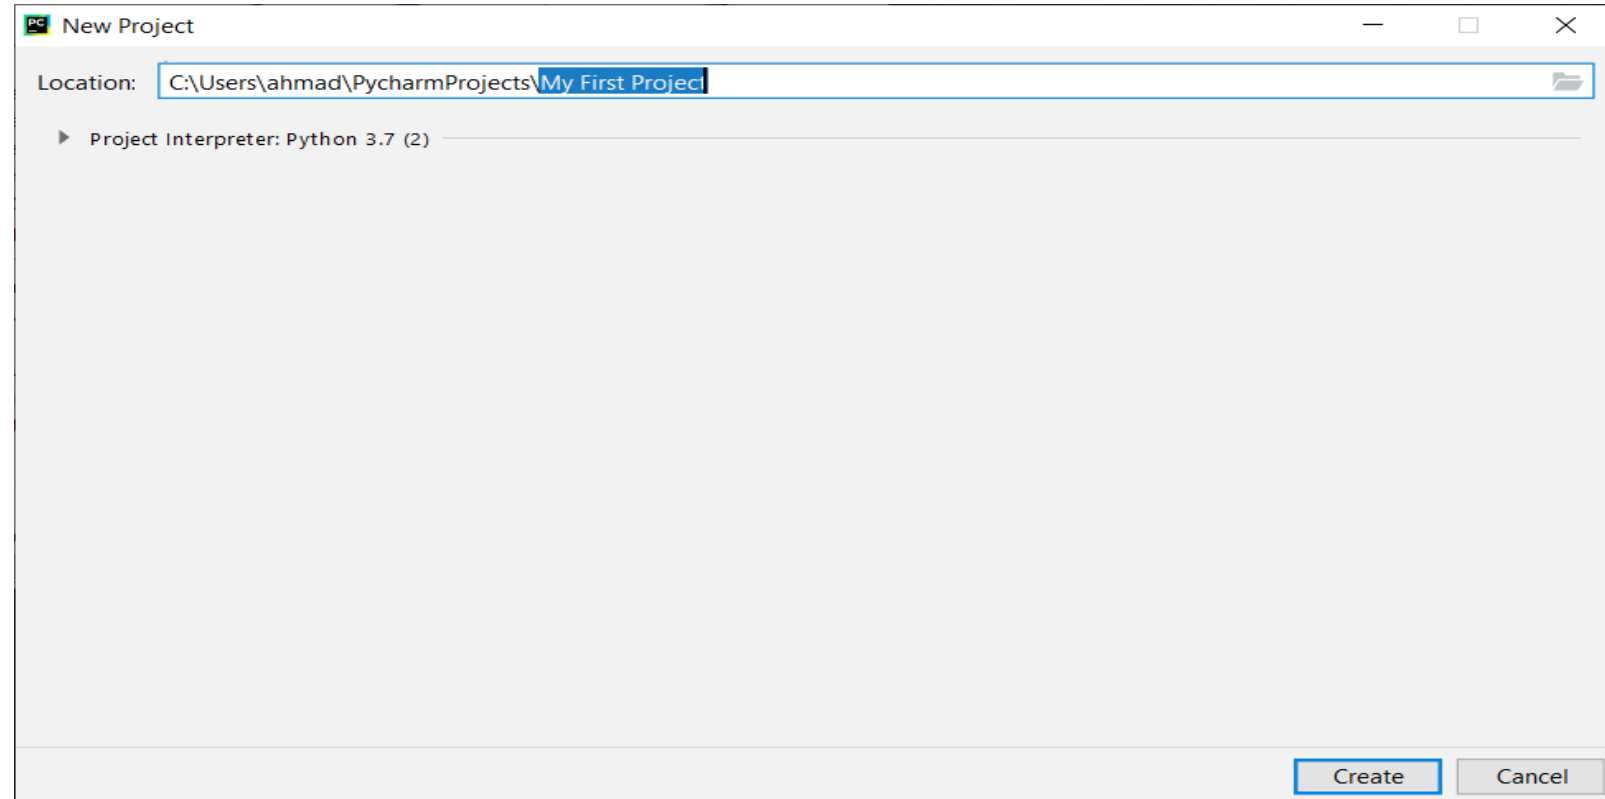 PC New Project
Location: C:\Users\ahmad\PycharmProjects\My First Project
Project Interpreter: Python 3.7 (2)
Create Cancel